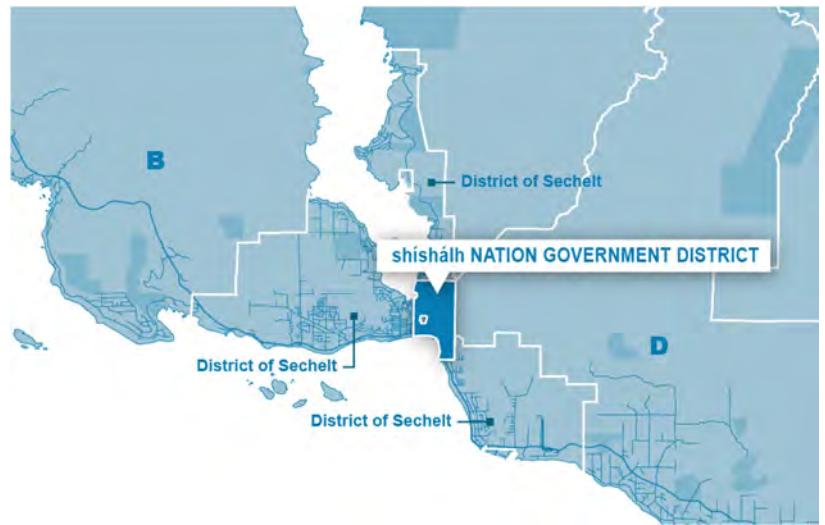 B
District of Sechelt
shíshálh NATION GOVERNMENT DISTRICT
D
District of Sechelt
District of Sechelt